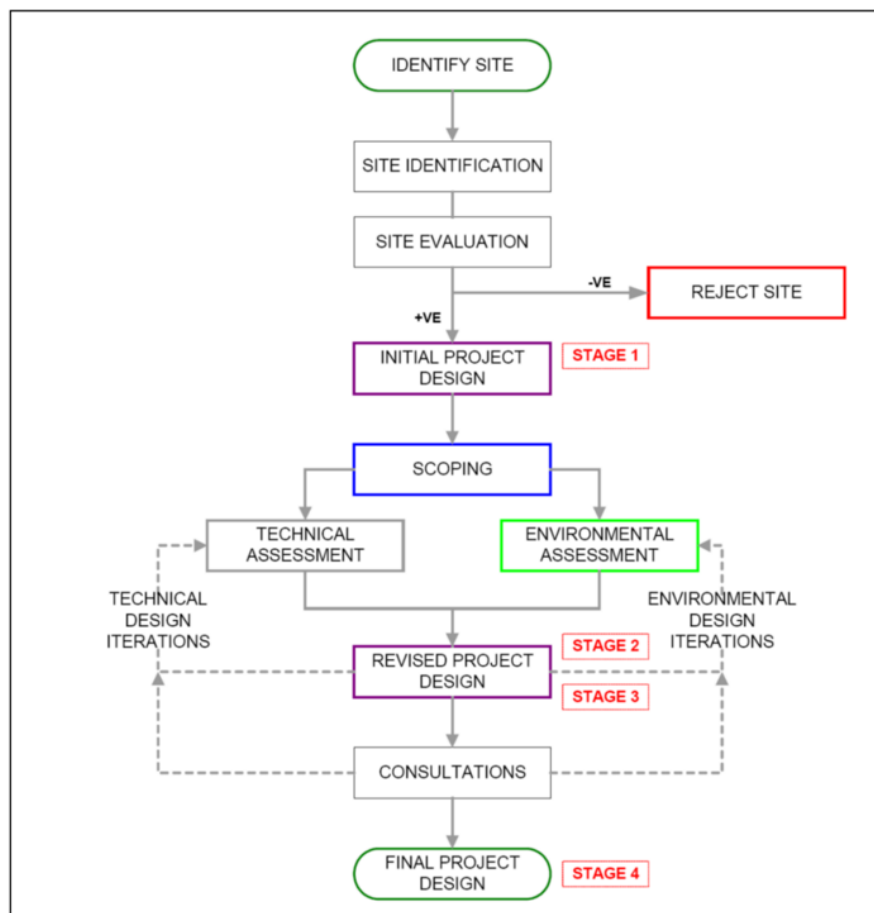 IDENTIFY SITE
SITE IDENTIFICATION
SITE EVALUATION
-VE
REJECT SITE
+VE
INITIAL PROJECT
DESIGN
STAGE 1
SCOPING
TECHNICAL
ASSESSMENT
ENVIRONMENTAL
ASSESSMENT
TECHNICAL
DESIGN
ITERATIONS
ENVIRONMENTAL
DESIGN
ITERATIONS
REVISED PROJECT
DESIGN
STAGE 2
STAGE 3
CONSULTATIONS
FINAL PROJECT
DESIGN
STAGE 4